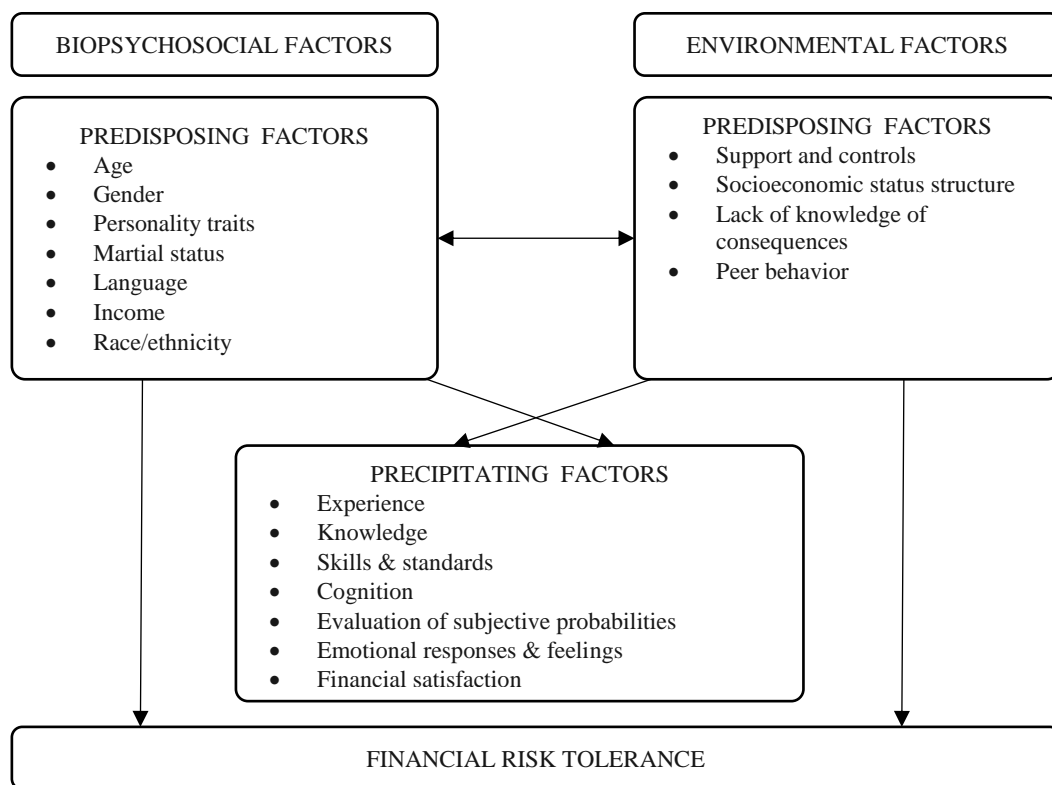 BIOPSYCHOSOCIAL FACTORS
ENVIRONMENTAL FACTORS
PREDISPOSING FACTORS
• Age
• Gender
• Personality traits
• Martial status
• Language
• Income
• Race/ethnicity
PREDISPOSING FACTORS
• Support and controls
• Socioeconomic status structure
• Lack of knowledge of
consequences
• Peer behavior
PRECIPITATING FACTORS
• Experience
• Knowledge
• Skills & standards
• Cognition
• Evaluation of subjective probabilities
• Emotional responses & feelings
• Financial satisfaction
FINANCIAL RISK TOLERANCE